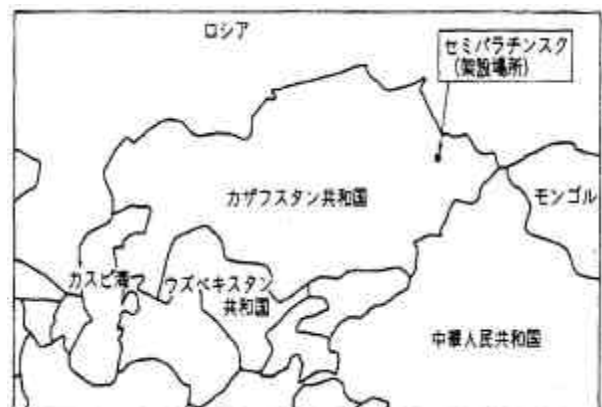 ロシア
セミパラチンスク
(架設場所)
カザフスタン共和国
モンゴル
カスピ海
ウズベキスタン
共和国
中華人民共和国